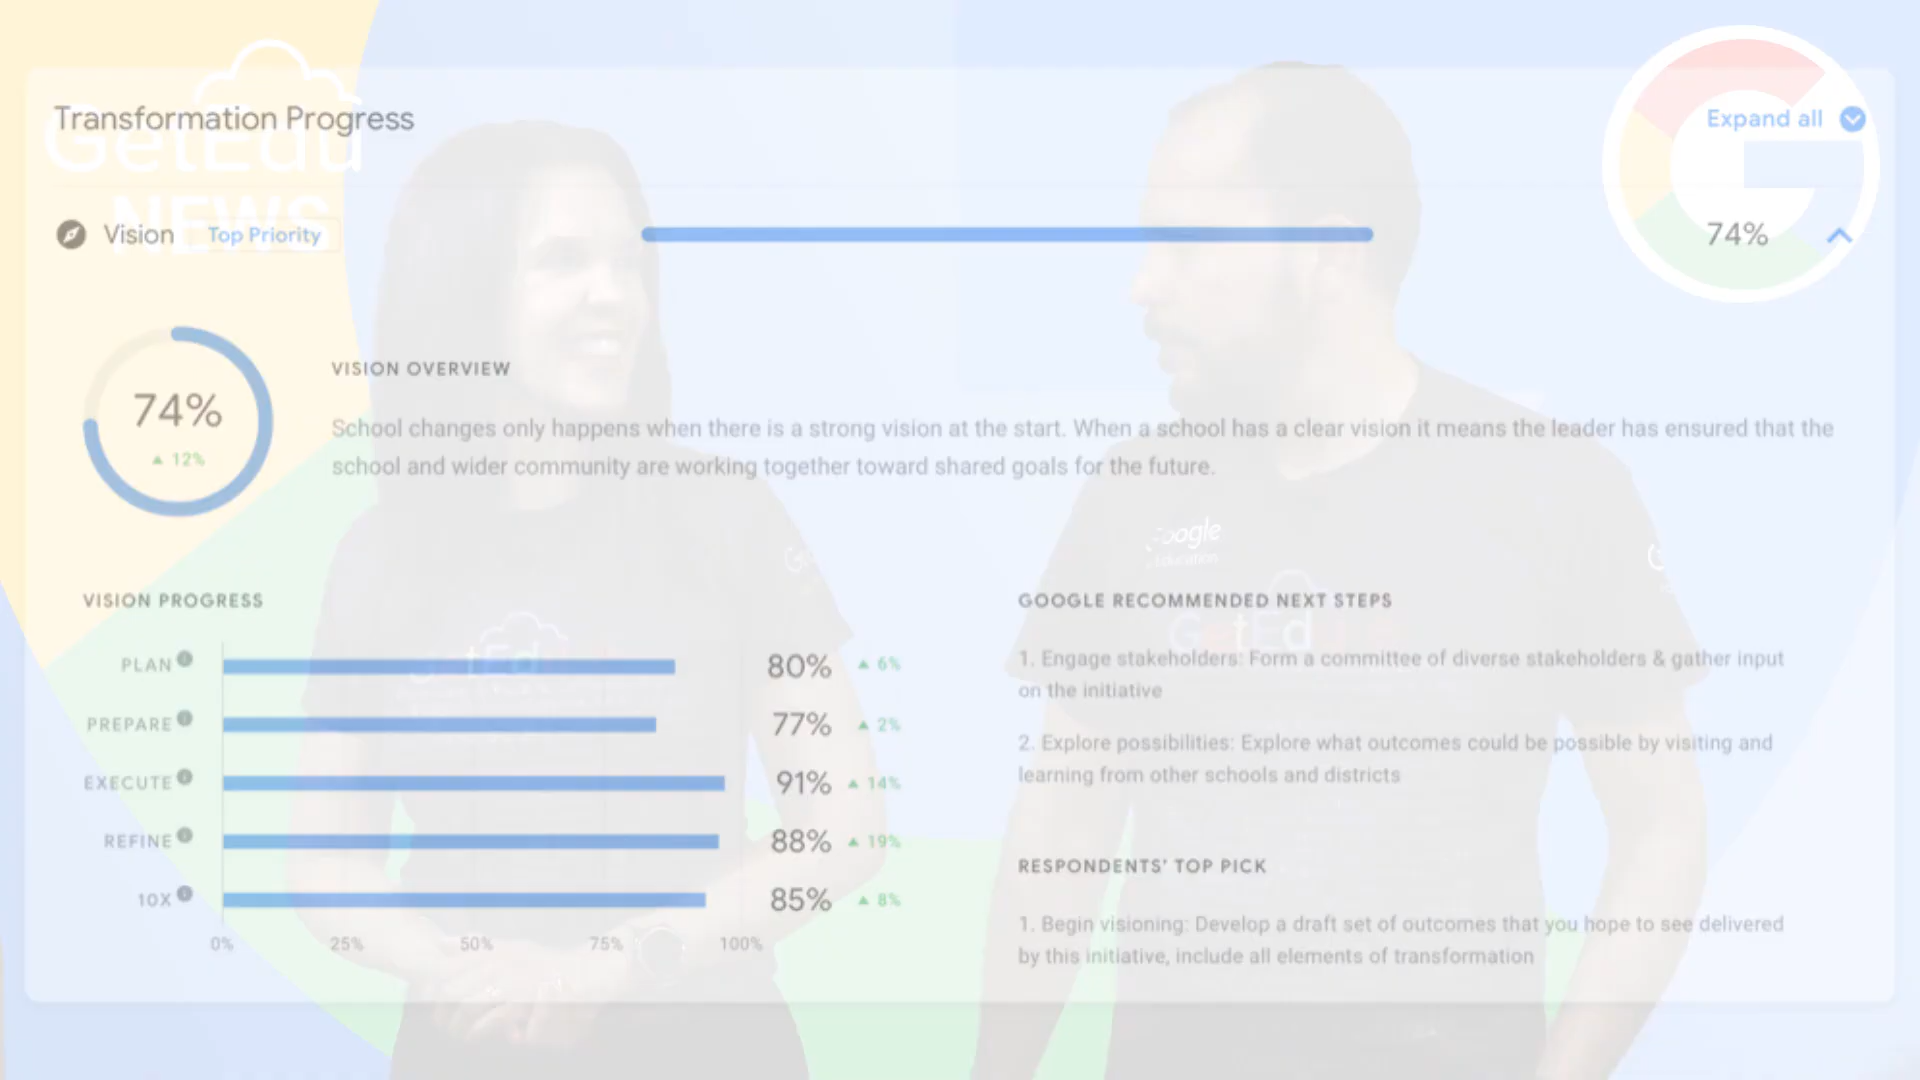 GetEdu
NEWS
Transformation Progress
Expand all
Vision
Top Priority
74%
74%
12%
VISION OVERVIEW
School changes only happens when there is a strong vision at the start. When a school has a clear vision it means the leader has ensured that the
school and wider community are working together toward shared goals for the future.
Google
Education
VISION PROGRESS
PLAN
80%
6%
PREPARE
77%
2%
EXECUTE
91%
14%
REFINE
88%
19%
10X
85%
8%
0% 25% 50% 75% 100%
GOOGLE RECOMMENDED NEXT STEPS
GetEdu
1. Engage stakeholders: Form a committee of diverse stakeholders & gather input
on the initiative
2. Explore possibilities: Explore what outcomes could be possible by visiting and
learning from other schools and districts
RESPONDENTS' TOP PICK
1. Begin visioning: Develop a draft set of outcomes that you hope to see delivered
by this initiative, include all elements of transformation